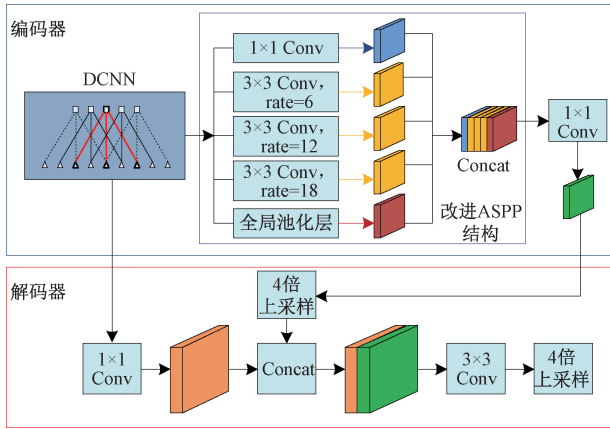 编码器
DCNN
1×1 Conv
3×3 Conv,
rate=6
3×3 Conv,
rate=12
3×3 Conv,
rate=18
全局池化层
Concat
改进ASPP
结构
1×1
Conv
解码器
4倍
上采样
1×1
Conv
Concat
3×3
Conv
4倍
上采样